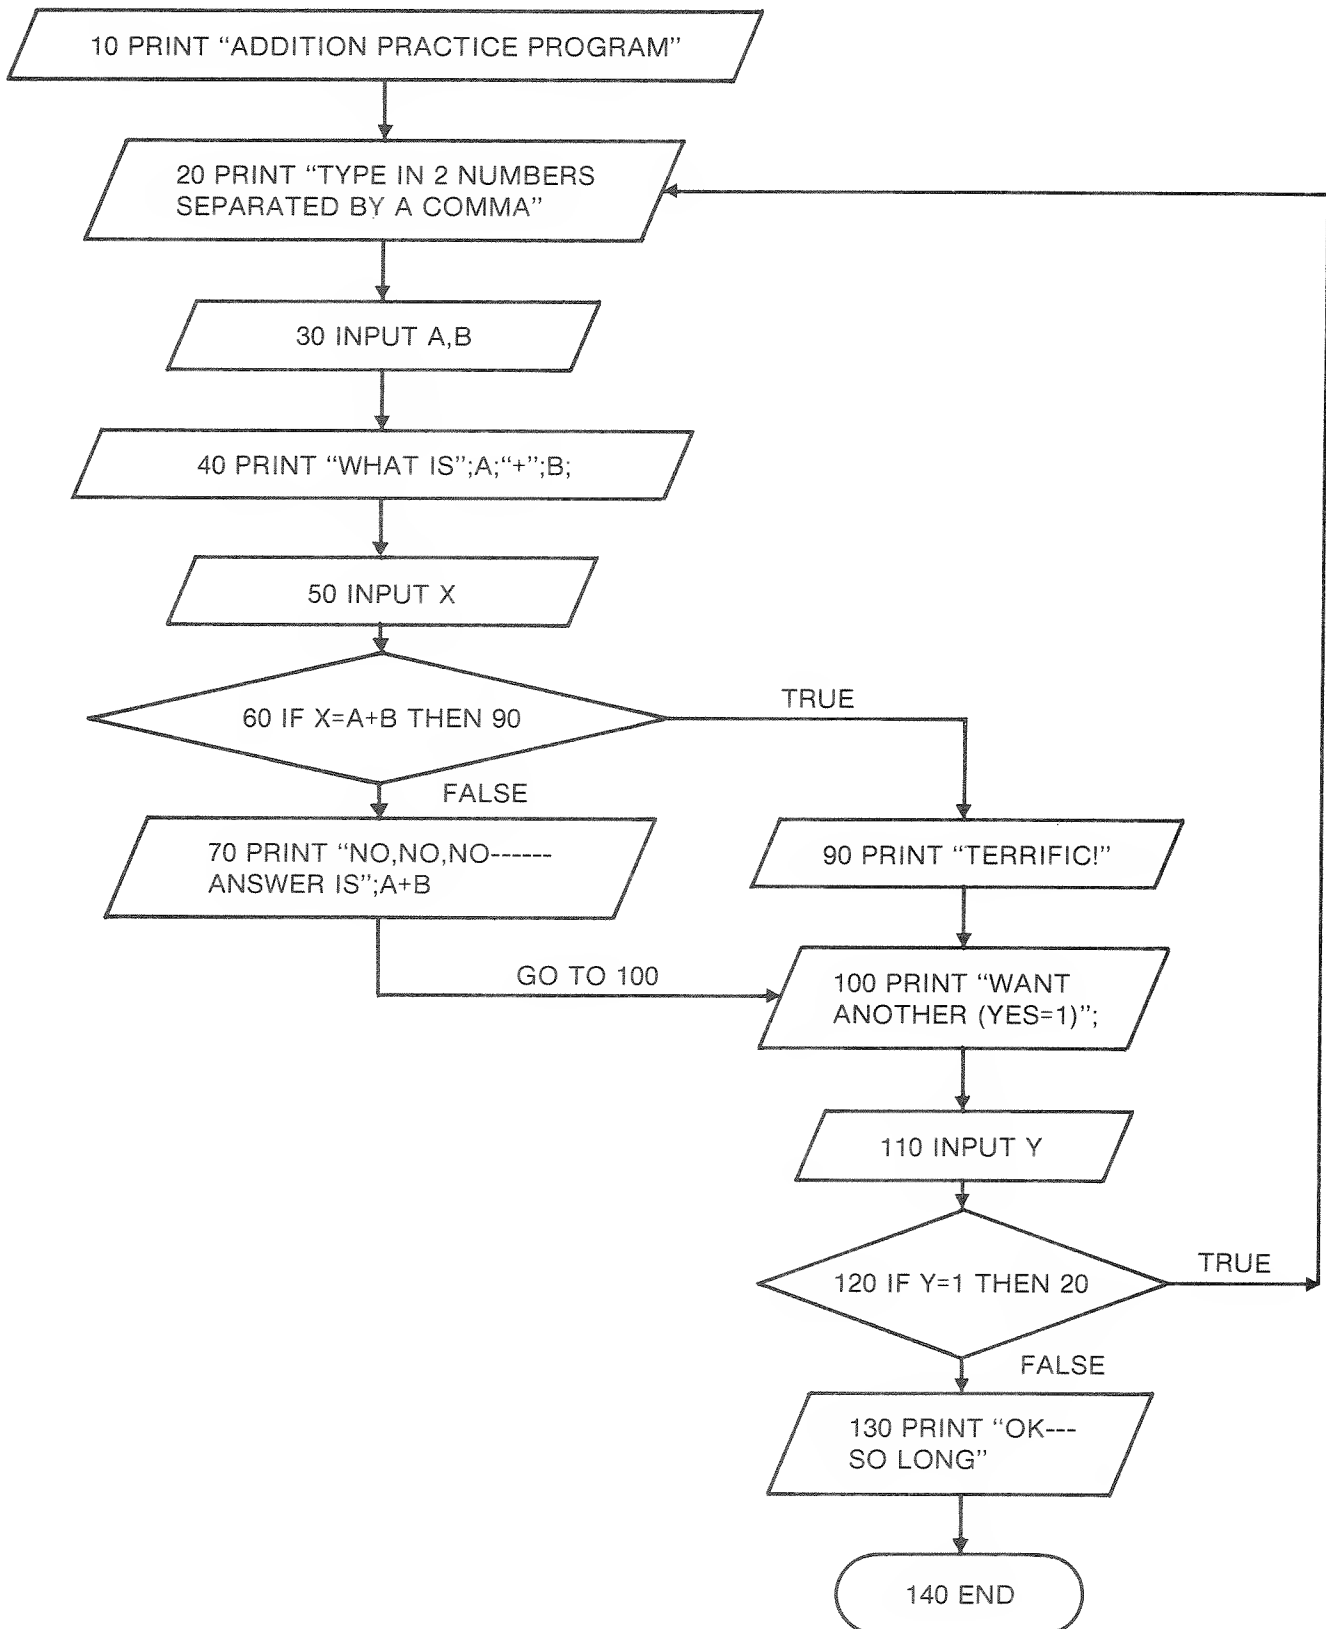 10 PRINT “ADDITION PRACTICE PROGRAM”
20 PRINT “TYPE IN 2 NUMBERS
SEPARATED BY A COMMA”
30 INPUT A,B
40 PRINT “WHAT IS”;A;“+”;B;
50 INPUT X
60 IF X=A+B THEN 90
TRUE
FALSE
70 PRINT “NO,NO,NO------
ANSWER IS”;A+B
90 PRINT “TERRIFIC!”
GO TO 100
100 PRINT “WANT
ANOTHER (YES=1)”;
110 INPUT Y
120 IF Y=1 THEN 20
TRUE
FALSE
130 PRINT “OK---
SO LONG”
140 END